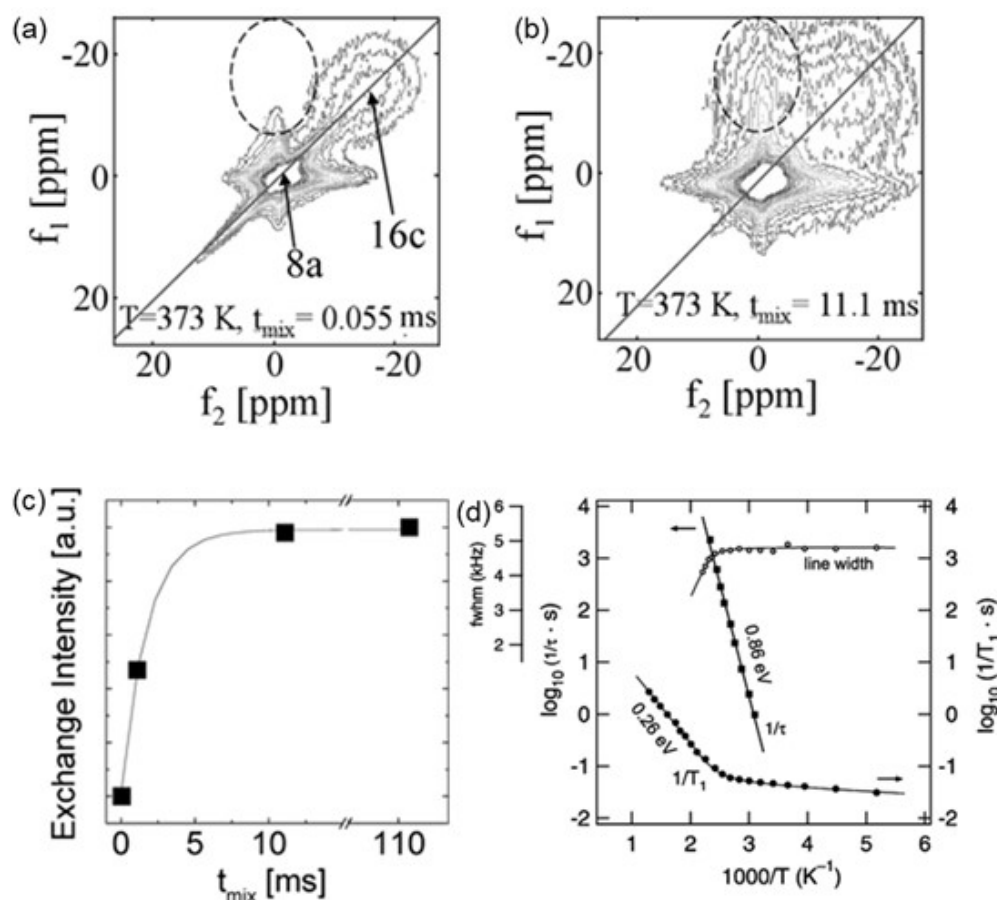 (a)
-20
0
20
f1 [ppm]
8a
16c
T=373 K, tmix= 0.055 ms
20 0 -20
f2 [ppm]
(b)
-20
0
20
f1 [ppm]
T=373 K, tmix= 11.1 ms
20 0 -20
f2 [ppm]
(c)
Exchange Intensity [a.u.]
0 5 10 110
tmix [ms]
(d)
6
5
4
3
2
fwhm (kHz)
4
3
2
1
0
-1
-2
log10 (1/τ · s)
line width
0.86 eV
1/τ
0.26 eV
1/T1
4
3
2
1
0
-1
-2
log10 (1/T1 · s)
1 2 3 4 5 6
1000/T (K⁻¹)